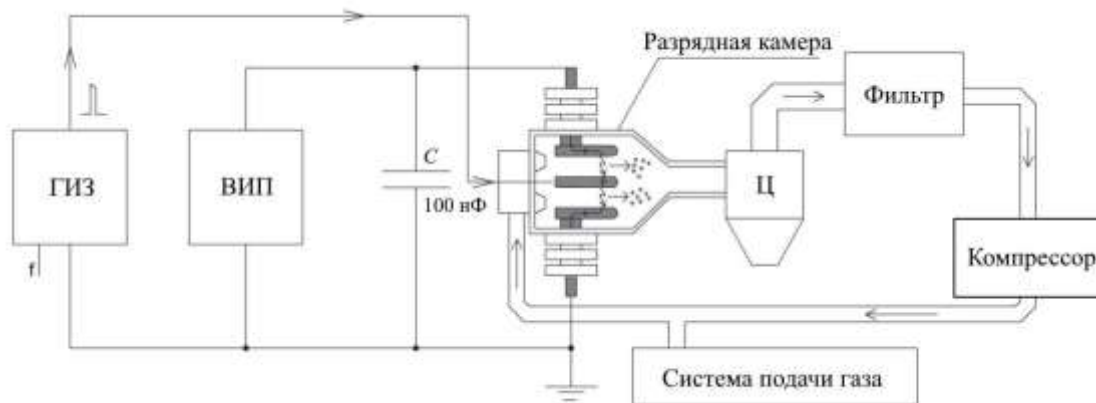 Разрядная камера
Фильтр
ГИЗ
ВИП
C
100 нФ
Ц
f
Компрессор
Система подачи газа